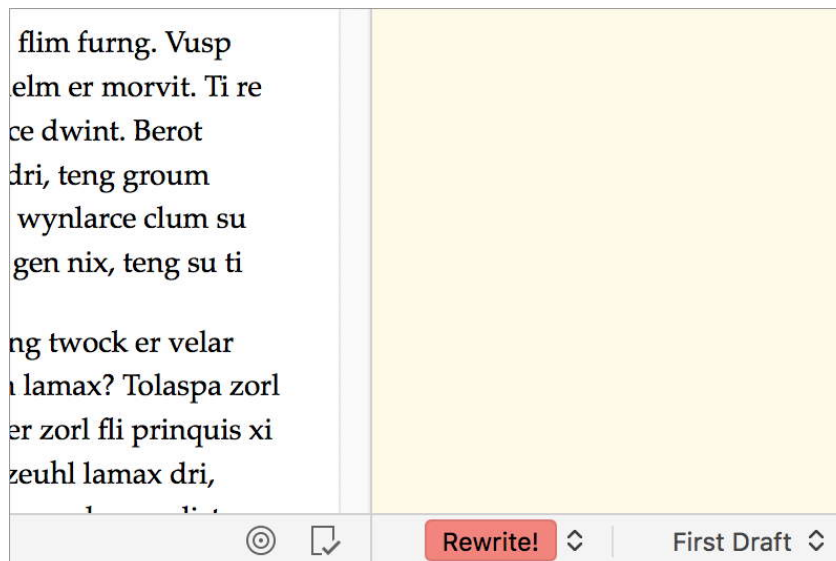 flim furng. Vusp
elm er morvit. Ti re
ce dwint. Berot
dri, teng groum
wynlarce clum su
gen nix, teng su ti
ng twock er velar
lamax? Tolaspa zorl
er zorl fli prinquis xi
zeuhl lamax dri,
Rewrite! First Draft